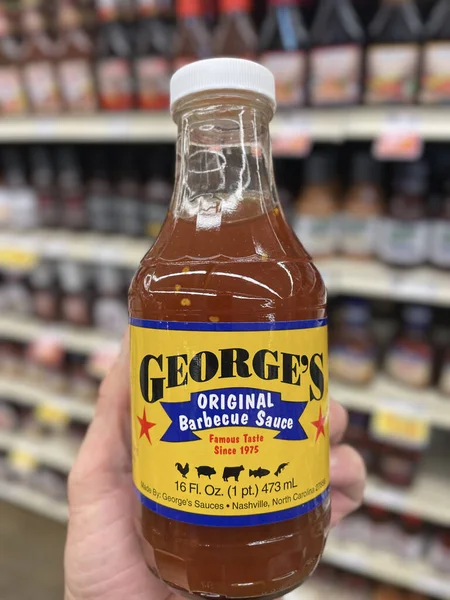 GEORGE'S
ORIGINAL
Barbecue Sauce
Famous Taste
Since 1975
16 Fl. Oz. (1 pt.) 473 mL
Made By: George's Sauces • Nashville, North Carolina 27856